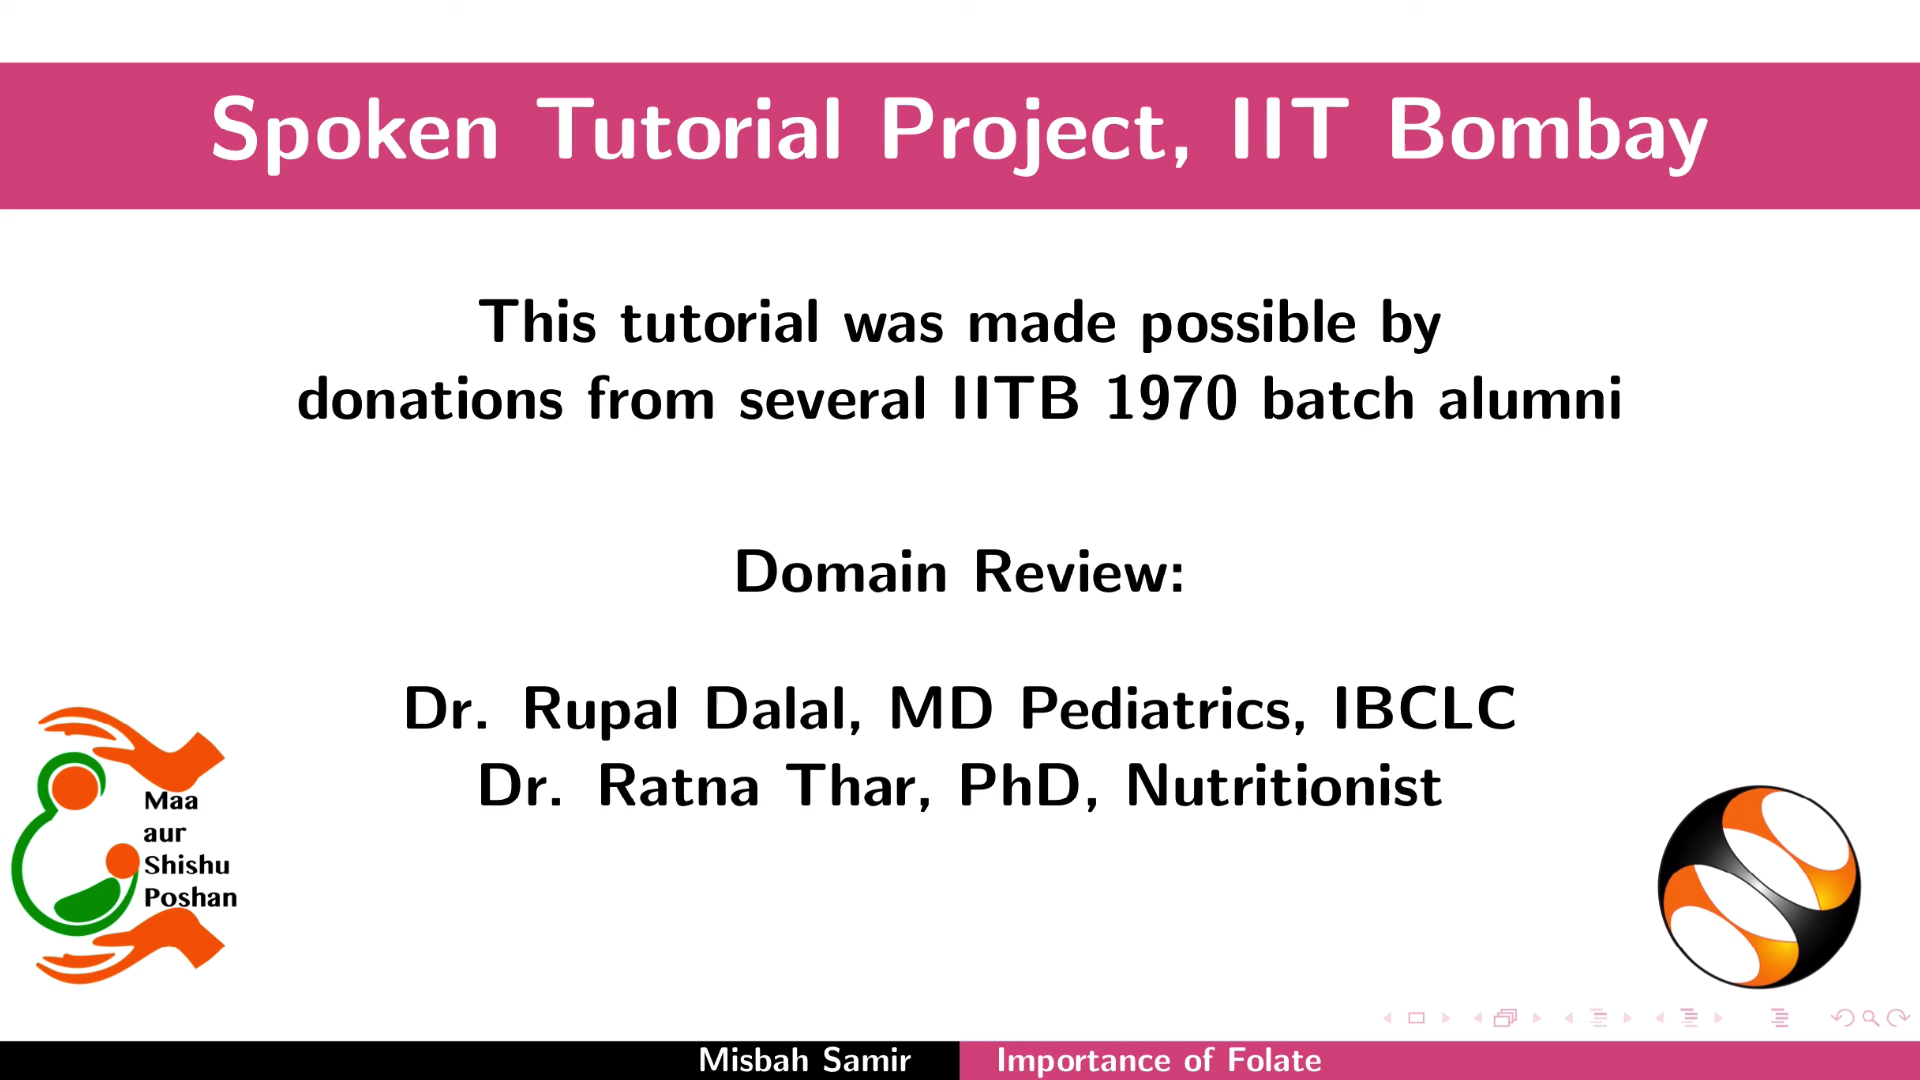 Spoken Tutorial Project, IIT Bombay
This tutorial was made possible by
donations from several IITB 1970 batch alumni
Domain Review:
Dr. Rupal Dalal, MD Pediatrics, IBCLC
Dr. Ratna Thar, PhD, Nutritionist
Maa
aur
Shishu
Poshan
Misbah Samir
Importance of Folate